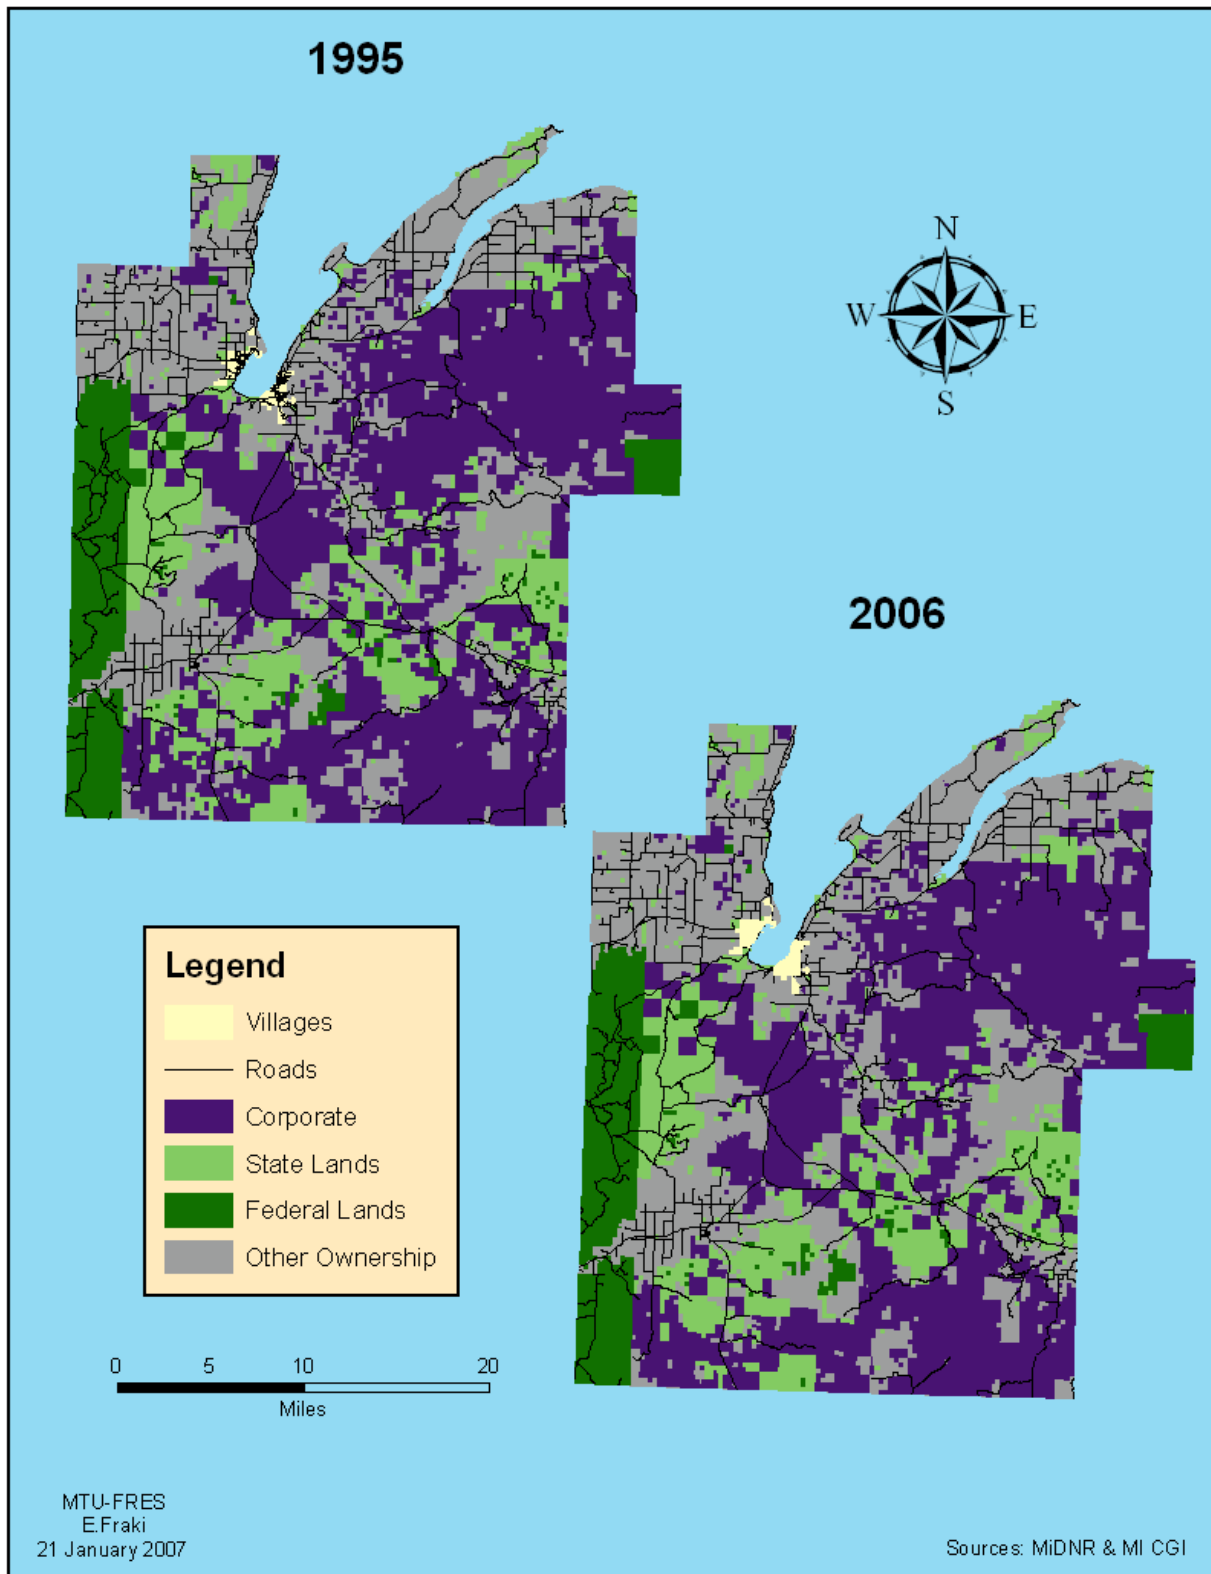 1995
N
W
E
S
2006
Legend
Villages
Roads
Corporate
State Lands
Federal Lands
Other Ownership
0 5 10 20
Miles
MTU-FRES
E.Fraki
21 January 2007
Sources: MiDNR & MI CGI